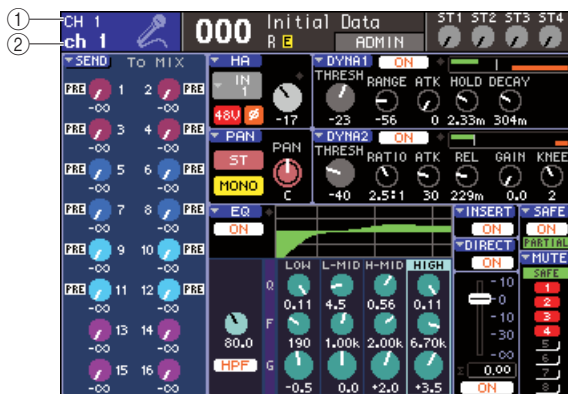 ① CH 1
② ch 1
000 Initial Data
R E ADMIN
ST1 ST2 ST3 ST4
SEND To MIX
PRE 1 2 PRE
-∞ -∞
PRE 3 4 PRE
-∞ -∞
PRE 5 6 PRE
-∞ -∞
PRE 7 8 PRE
-∞ -∞
PRE 9 10 PRE
-∞ -∞
PRE 11 12 PRE
-∞ -∞
13 14
-∞ -∞
15 16
-∞ -∞
HA
IN
1
48V Ø
-17
DYNA1 ON
THRESH RANGE ATK HOLD DECAY
-23 -56 0 2.33m 304m
PAN
ST
MONO
PAN
C
DYNA2 ON
THRESH RATIO ATK REL GAIN KNEE
-40 2.5:1 30 229m 0.0 2
EQ
ON
LOW L-MID H-MID HIGH
Q
0.11 4.5 0.56 0.11
F
80.0 190 1.00k 2.00k 6.70k
HPF G
-0.5 0.0 +2.0 +3.5
INSERT
ON
DIRECT
ON
-10
-0
-10
-30
-∞
Σ 0.00
ON
SAFE
ON
PARTIAL
MUTE
SAFE
1
2
3
4
5
6
7
8